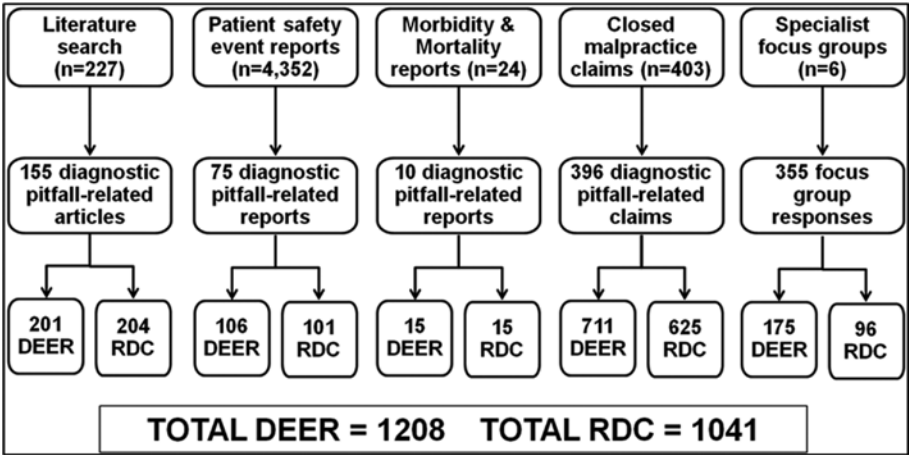 Literature
search
(n=227)
Patient safety
event reports
(n=4,352)
Morbidity &
Mortality
reports (n=24)
Closed
malpractice
claims (n=403)
Specialist
focus groups
(n=6)
155 diagnostic
pitfall-related
articles
75 diagnostic
pitfall-related
reports
10 diagnostic
pitfall-related
reports
396 diagnostic
pitfall-related
claims
355 focus
group
responses
201
DEER
204
RDC
106
DEER
101
RDC
15
DEER
15
RDC
711
DEER
625
RDC
175
DEER
96
RDC
TOTAL DEER = 1208 TOTAL RDC = 1041